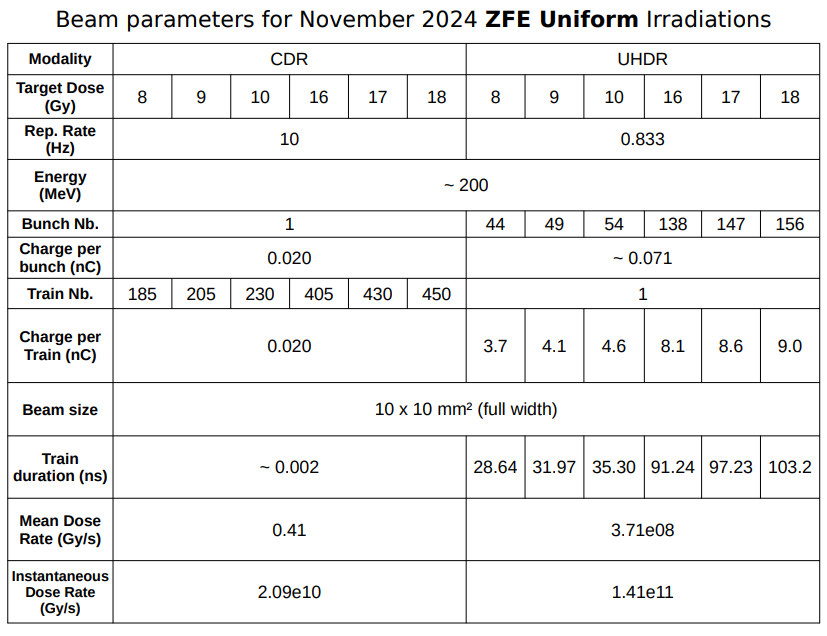 Beam parameters for November 2024 ZFE Uniform Irradiations
Modality CDR UHDR
Target Dose (Gy) 8 9 10 16 17 18 8 9 10 16 17 18
Rep. Rate (Hz) 10 0.833
Energy (MeV) ~ 200
Bunch Nb. 1 44 49 54 138 147 156
Charge per bunch (nC) 0.020 ~ 0.071
Train Nb. 185 205 230 405 430 450 1
Charge per Train (nC) 0.020 3.7 4.1 4.6 8.1 8.6 9.0
Beam size 10 x 10 mm² (full width)
Train duration (ns) ~ 0.002 28.64 31.97 35.30 91.24 97.23 103.2
Mean Dose Rate (Gy/s) 0.41 3.71e08
Instantaneous Dose Rate (Gy/s) 2.09e10 1.41e11